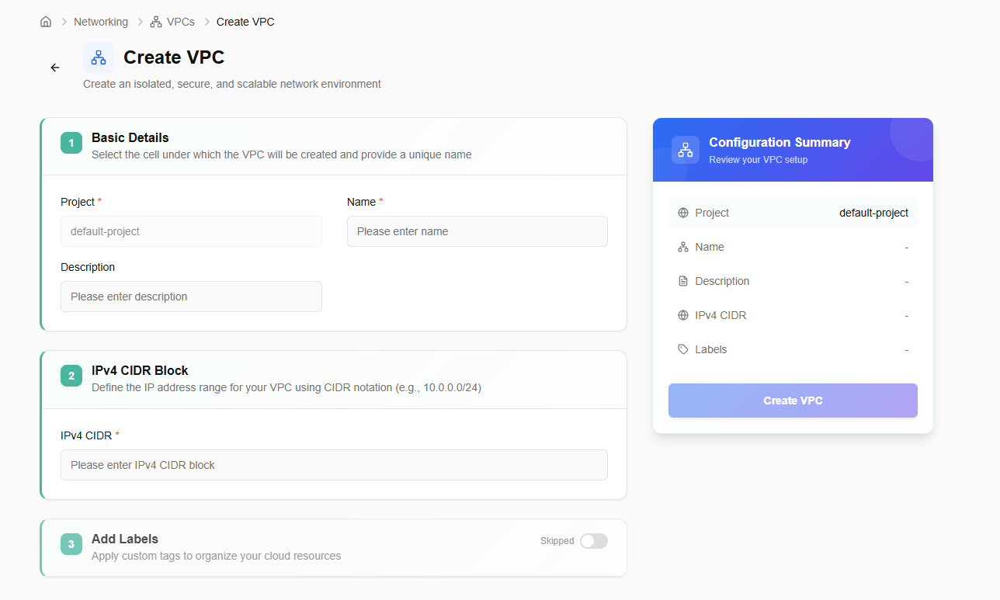 Networking VPCs Create VPC
Create VPC
Create an isolated, secure, and scalable network environment
1
Basic Details
Select the cell under which the VPC will be created and provide a unique name
Project * Name *
default-project Please enter name
Description
Please enter description
2
IPv4 CIDR Block
Define the IP address range for your VPC using CIDR notation (e.g., 10.0.0.0/24)
IPv4 CIDR *
Please enter IPv4 CIDR block
3
Add Labels
Apply custom tags to organize your cloud resources
Skipped
Configuration Summary
Review your VPC setup
Project default-project
Name -
Description -
IPv4 CIDR -
Labels -
Create VPC